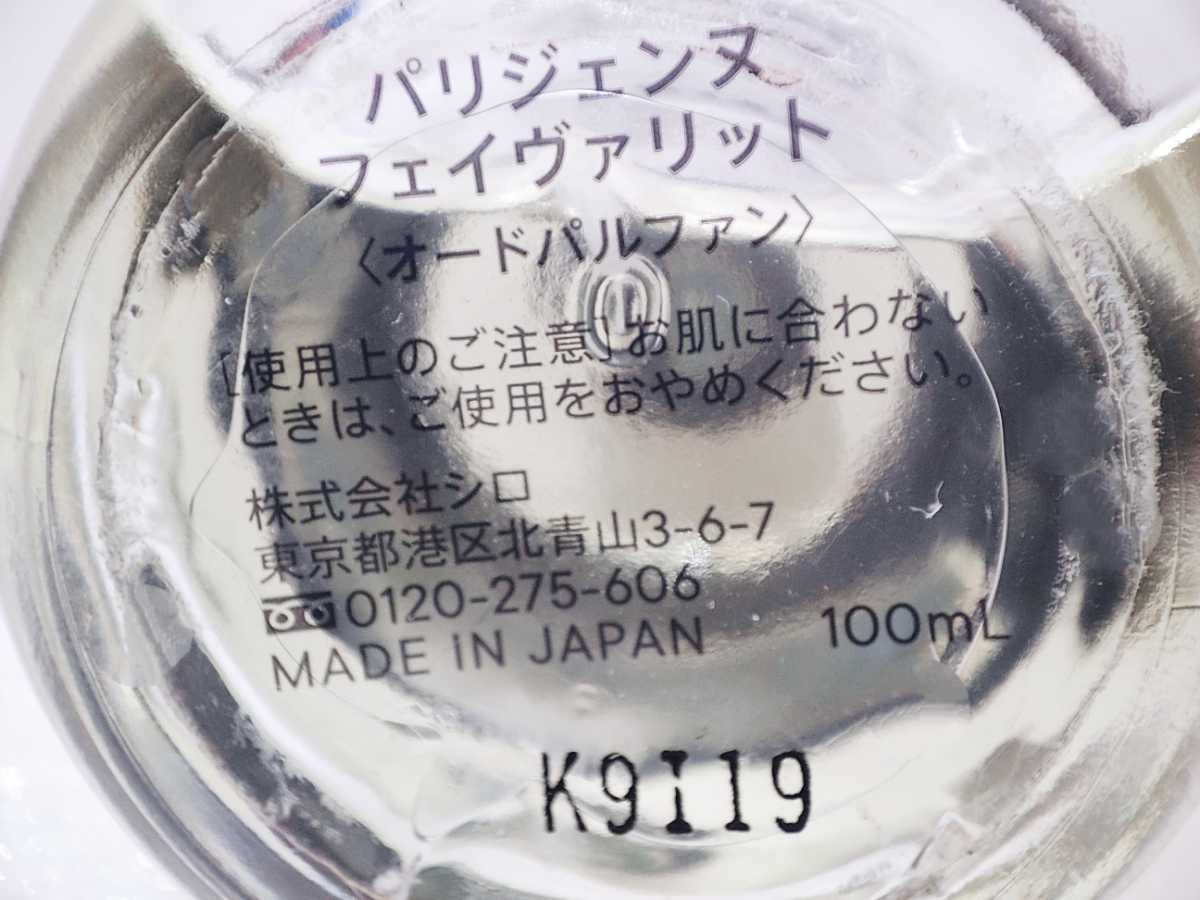 パリジェンヌ
フェイヴァリット
〈オードパルファン〉
[使用上のご注意]お肌に合わない
ときは、ご使用をおやめください。
株式会社シロ
東京都港区北青山3-6-7
0120-275-606
MADE IN JAPAN 100mL
K9I19